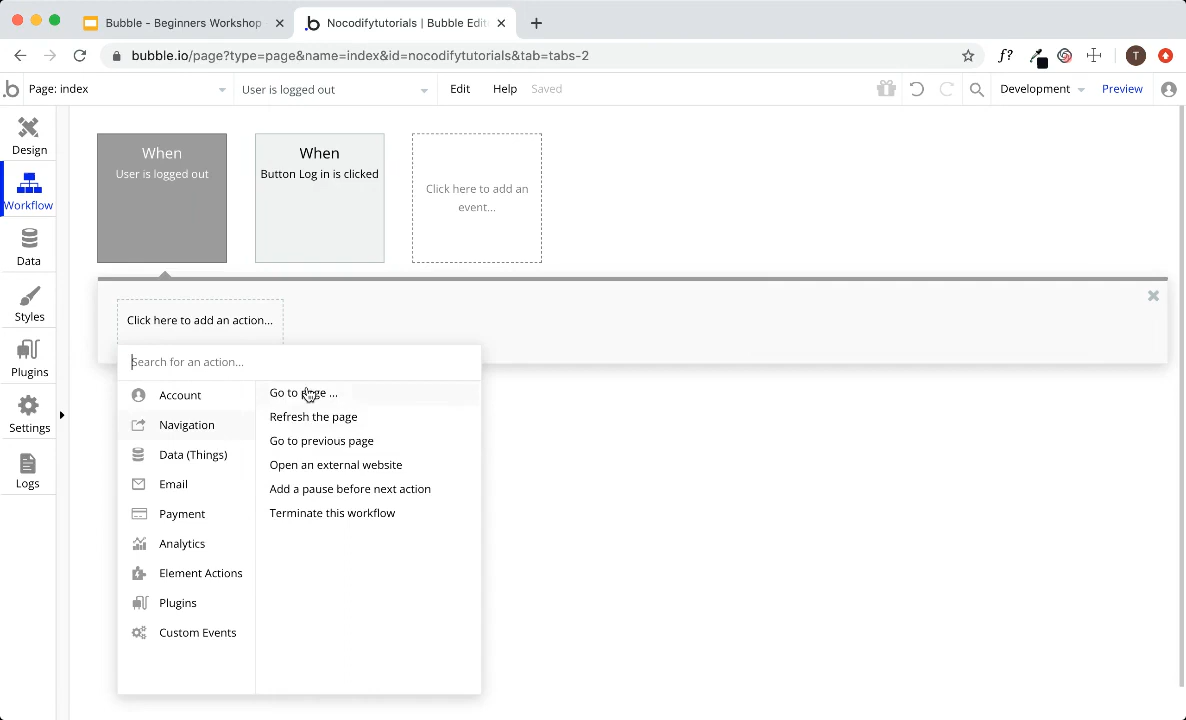 Bubble - Beginners Workshop
Nocodifytutorials | Bubble Edit
bubble.io/page?type=page&name=index&id=nocodifytutorials&tab=tabs-2
f?
T
b
Page: index
User is logged out
Edit
Help
Saved
Development
Preview
Design
Workflow
Data
Styles
Plugins
Settings
Logs
When
User is logged out
When
Button Log in is clicked
Click here to add an
event...
Click here to add an action...
Search for an action...
Account
Navigation
Data (Things)
Email
Payment
Analytics
Element Actions
Plugins
Custom Events
Go to page ...
Refresh the page
Go to previous page
Open an external website
Add a pause before next action
Terminate this workflow